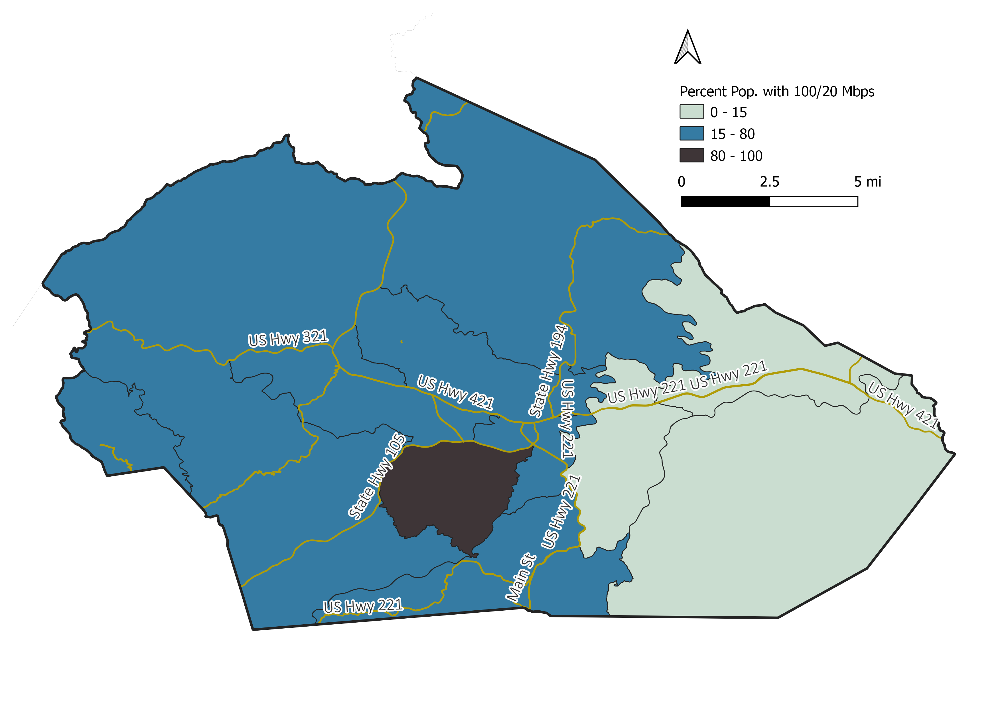 Percent Pop. with 100/20 Mbps
0 - 15
15 - 80
80 - 100
0 2.5 5 mi
US Hwy 321
State Hwy 194
US Hwy 421
US Hwy 221
US Hwy 221
US Hwy 221
US Hwy 421
State Hwy 105
US Hwy 221
Main St
US Hwy 221